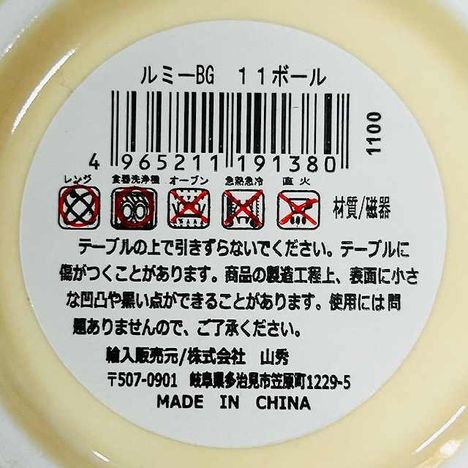 ルミーBG 11ボール
1100
4 965211 191380
レンジ 食器洗浄機 オーブン 急熱急冷 直火
材質/磁器
テーブルの上で引きずらないでください。テーブルに
傷がつくことがあります。商品の製造工程上、表面に小さ
な凹凸や黒い点ができることがあります。使用には問
題ありませんので、ご了承ください。
輸入販売元/株式会社 山秀
〒507-0901 岐阜県多治見市笠原町1229-5
MADE IN CHINA